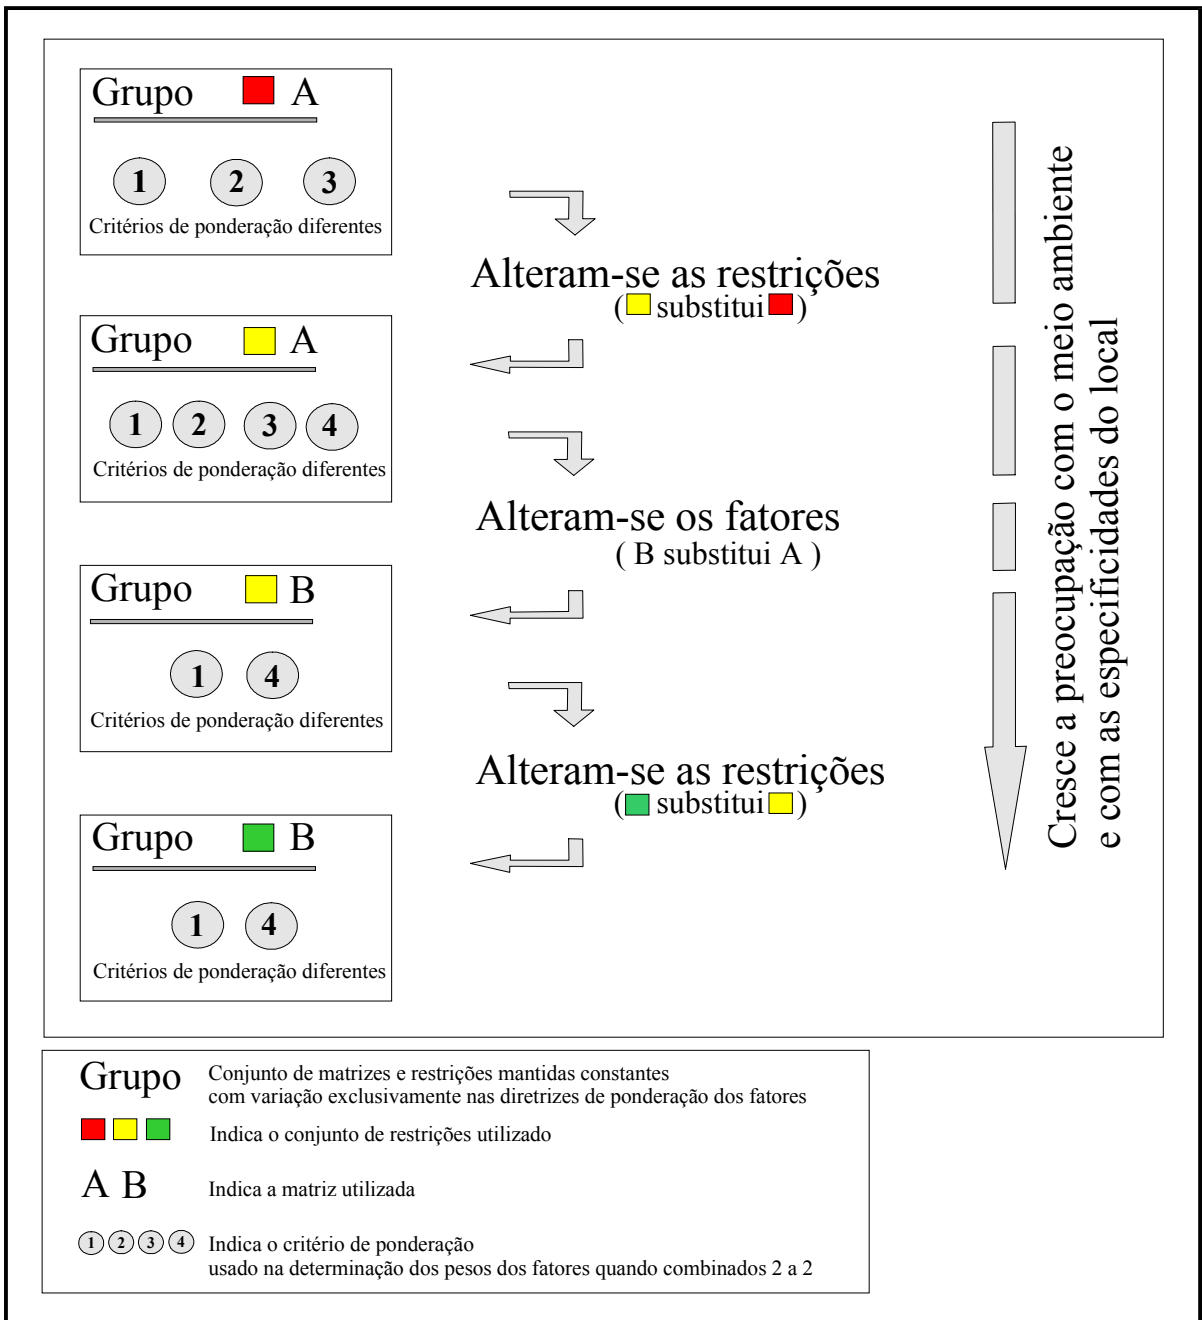 Grupo A
1 2 3
Critérios de ponderação diferentes
Alteram-se as restrições
( substitui )
Grupo A
1 2 3 4
Critérios de ponderação diferentes
Alteram-se os fatores
( B substitui A )
Grupo B
1 4
Critérios de ponderação diferentes
Alteram-se as restrições
( substitui )
Grupo B
1 4
Critérios de ponderação diferentes
Cresce a preocupação com o meio ambiente
e com as especificidades do local
Grupo Conjunto de matrizes e restrições mantidas constantes
com variação exclusivamente nas diretrizes de ponderação dos fatores
Indica o conjunto de restrições utilizado
A B Indica a matriz utilizada
1 2 3 4 Indica o critério de ponderação
usado na determinação dos pesos dos fatores quando combinados 2 a 2